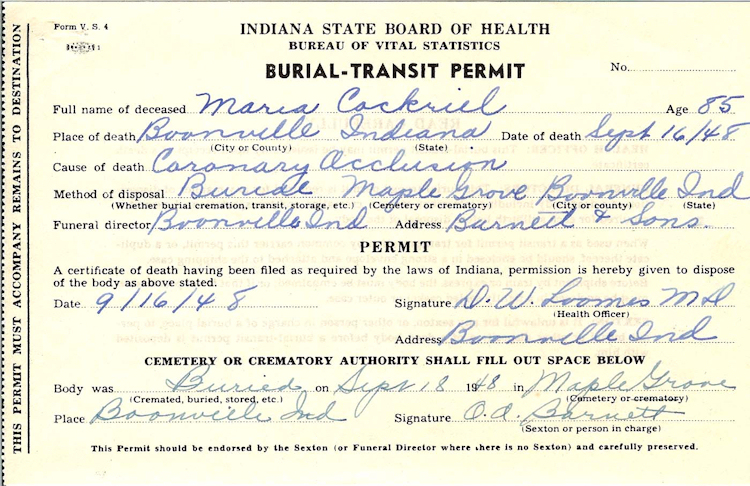 Form V. S. 4
INDIANA STATE BOARD OF HEALTH
BUREAU OF VITAL STATISTICS
BURIAL-TRANSIT PERMIT
No.
Full name of deceased Maria Cockriel Age 85
Place of death Boonville Indiana Date of death Sept 16/48
(City or County) (State)
Cause of death Coronary Occlusion
Method of disposal Buriel Maple Grove Boonville Ind
(Whether burial cremation, transit, storage, etc.) (Cemetery or crematory) (City or county) (State)
Funeral director Boonville Ind Address Barnett & Sons.
PERMIT
A certificate of death having been filed as required by the laws of Indiana, permission is hereby given to dispose
of the body as above stated.
Date 9/16/48 Signature D. W. Loomis MD
(Health Officer)
Address Boonville Ind
CEMETERY OR CREMATORY AUTHORITY SHALL FILL OUT SPACE BELOW
Body was Buried on Sept 18 1948 in Maple Grove
(Cremated, buried, stored, etc.) (Cemetery or crematory)
Place Boonville Ind Signature O. A. Barnett
(Sexton or person in charge)
This Permit should be endorsed by the Sexton (or Funeral Director where there is no Sexton) and carefully preserved.
THIS PERMIT MUST ACCOMPANY REMAINS TO DESTINATION